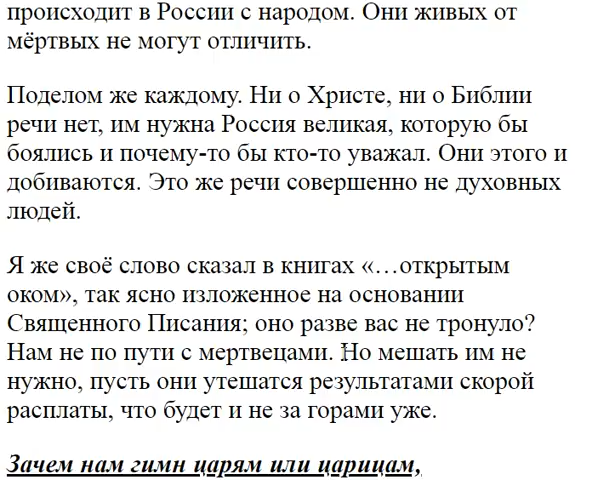 происходит в России с народом. Они живых от
мёртвых не могут отличить.
Поделом же каждому. Ни о Христе, ни о Библии
речи нет, им нужна Россия великая, которую бы
боялись и почему-то бы кто-то уважал. Они этого и
добиваются. Это же речи совершенно не духовных
людей.
Я же своё слово сказал в книгах «…открытым
оком», так ясно изложенное на основании
Священного Писания; оно разве вас не тронуло?
Нам не по пути с мертвецами. Но мешать им не
нужно, пусть они утешатся результатами скорой
расплаты, что будет и не за горами уже.
Зачем нам гимн царям или царицам,